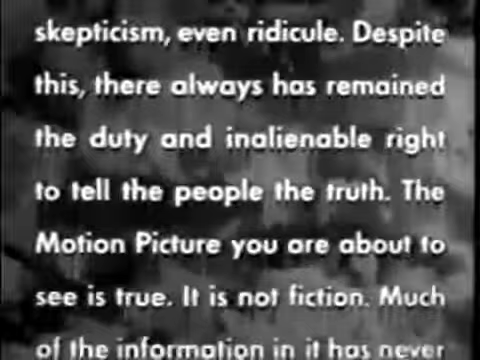 skepticism, even ridicule. Despite
this, there always has remained
the duty and inalienable right
to tell the people the truth. The
Motion Picture you are about to
see is true. It is not fiction. Much
of the information in it has never